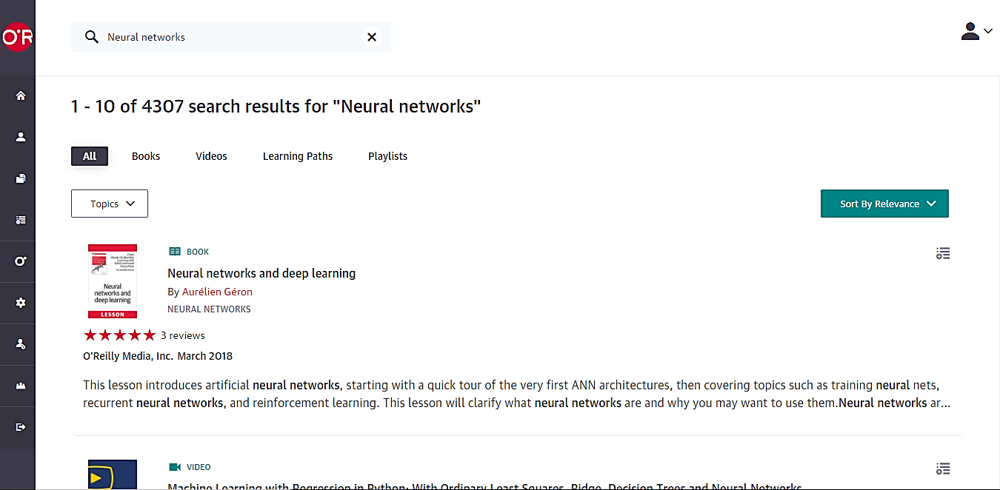 O'R
Neural networks
1 - 10 of 4307 search results for "Neural networks"
All
Books
Videos
Learning Paths
Playlists
Topics
Sort By Relevance
Neural
networks and
deep learning
LESSON
BOOK
Neural networks and deep learning
By Aurélien Géron
NEURAL NETWORKS
3 reviews
O'Reilly Media, Inc. March 2018
This lesson introduces artificial neural networks, starting with a quick tour of the very first ANN architectures, then covering topics such as training neural nets,
recurrent neural networks, and reinforcement learning. This lesson will clarify what neural networks are and why you may want to use them.Neural networks ar...
VIDEO
Machine Learning with Regression in Python: With Ordinary Least Squares, Ridge, Decision Trees and Neural Networks